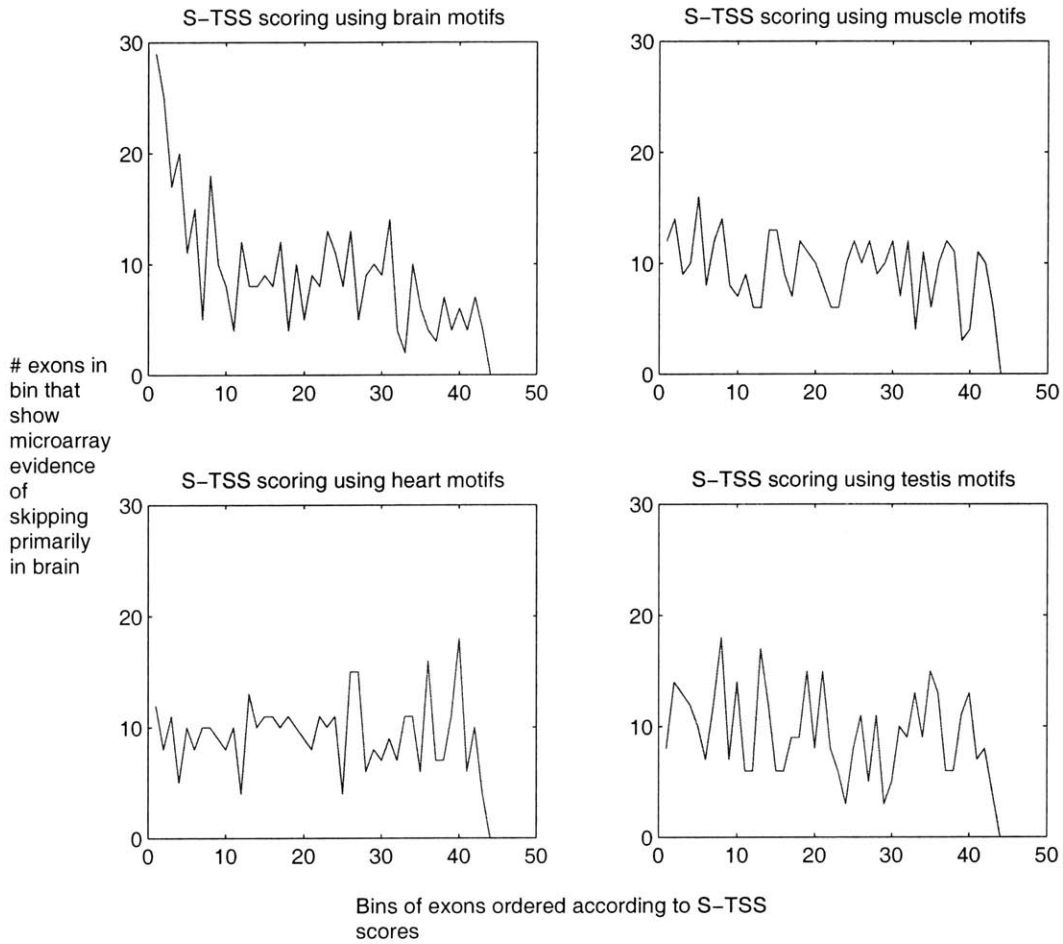 S−TSS scoring using brain motifs
30
20
10
0
0 10 20 30 40 50
S−TSS scoring using muscle motifs
30
20
10
0
0 10 20 30 40 50
# exons in
bin that
show
microarray
evidence
of
skipping
primarily
in brain
S−TSS scoring using heart motifs
30
20
10
0
0 10 20 30 40 50
S−TSS scoring using testis motifs
30
20
10
0
0 10 20 30 40 50
Bins of exons ordered according to S−TSS
scores